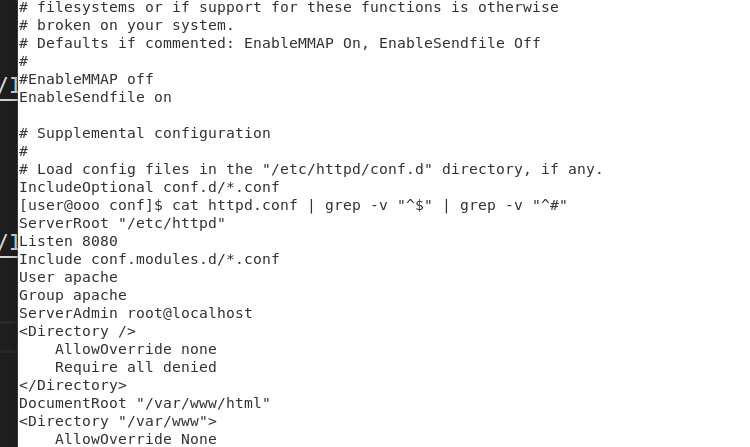 # filesystems or if support for these functions is otherwise
# broken on your system.
# Defaults if commented: EnableMMAP On, EnableSendfile Off
#
#EnableMMAP off
EnableSendfile on
# Supplemental configuration
#
# Load config files in the "/etc/httpd/conf.d" directory, if any.
IncludeOptional conf.d/*.conf
[user@ooo conf]$ cat httpd.conf | grep -v "^$" | grep -v "^#"
ServerRoot "/etc/httpd"
Listen 8080
Include conf.modules.d/*.conf
User apache
Group apache
ServerAdmin root@localhost
<Directory />
    AllowOverride none
    Require all denied
</Directory>
DocumentRoot "/var/www/html"
<Directory "/var/www">
    AllowOverride None